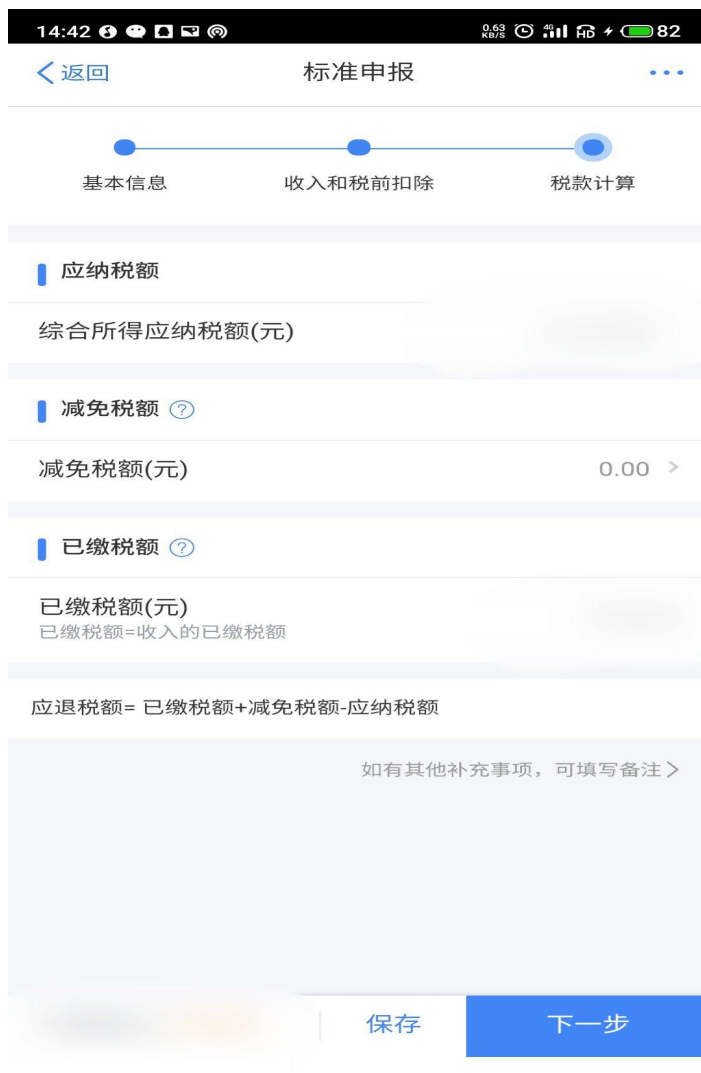 14:42 0.63 KB/S 4G HD 82
返回 标准申报 ...
基本信息 收入和税前扣除 税款计算
应纳税额
综合所得应纳税额(元)
减免税额 ?
减免税额(元) 0.00 >
已缴税额 ?
已缴税额(元)
已缴税额=收入的已缴税额
应退税额= 已缴税额+减免税额-应纳税额
如有其他补充事项，可填写备注>
保存 下一步